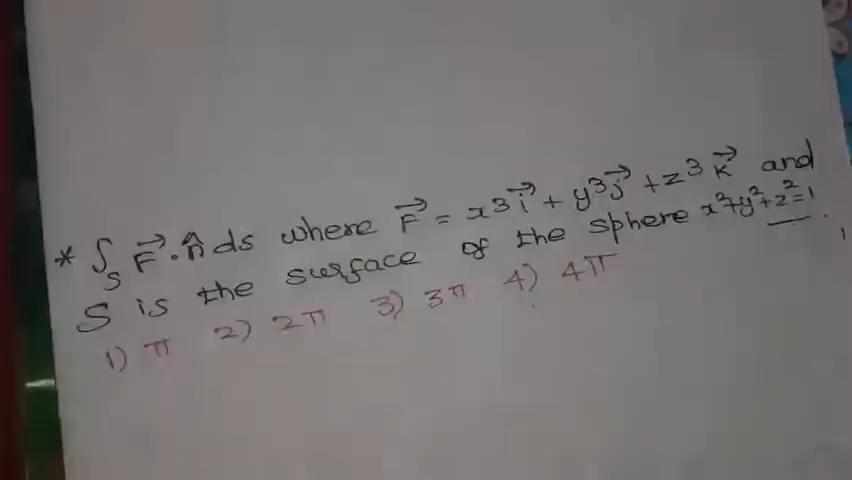 * ∫_S F⃗·n̂ ds where F⃗ = x³i⃗ + y³j⃗ + z³k⃗ and
S is the surface of the sphere x²+y²+z²=1.
1) π 2) 2π 3) 3π 4) 4π